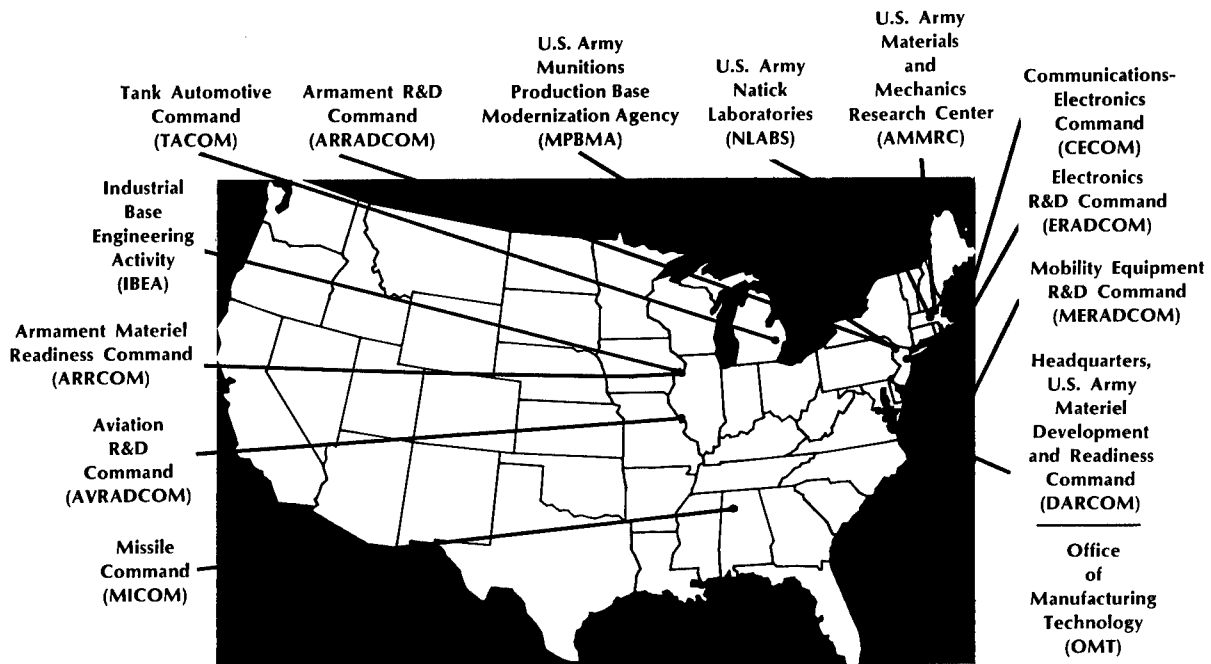 Tank Automotive
Command
(TACOM)
Armament R&D
Command
(ARRADCOM)
U.S. Army
Munitions
Production Base
Modernization Agency
(MPBMA)
U.S. Army
Natick
Laboratories
(NLABS)
U.S. Army
Materials
and
Mechanics
Research Center
(AMMRC)
Communications-
Electronics
Command
(CECOM)
Electronics
R&D Command
(ERADCOM)
Mobility Equipment
R&D Command
(MERADCOM)
Headquarters,
U.S. Army
Materiel
Development
and Readiness
Command
(DARCOM)
Office
of
Manufacturing
Technology
(OMT)
Industrial
Base
Engineering
Activity
(IBEA)
Armament Materiel
Readiness Command
(ARRCOM)
Aviation
R&D
Command
(AVRADCOM)
Missile
Command
(MICOM)